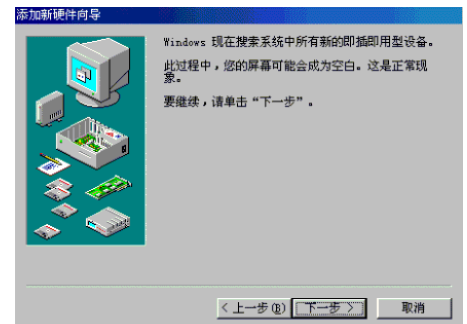 添加新硬件向导
Windows 现在搜索系统中所有新的即插即用型设备。
此过程中，您的屏幕可能会成为空白。这是正常现
象。
要继续，请单击“下一步”。
<上一步(B) 下一步> 取消